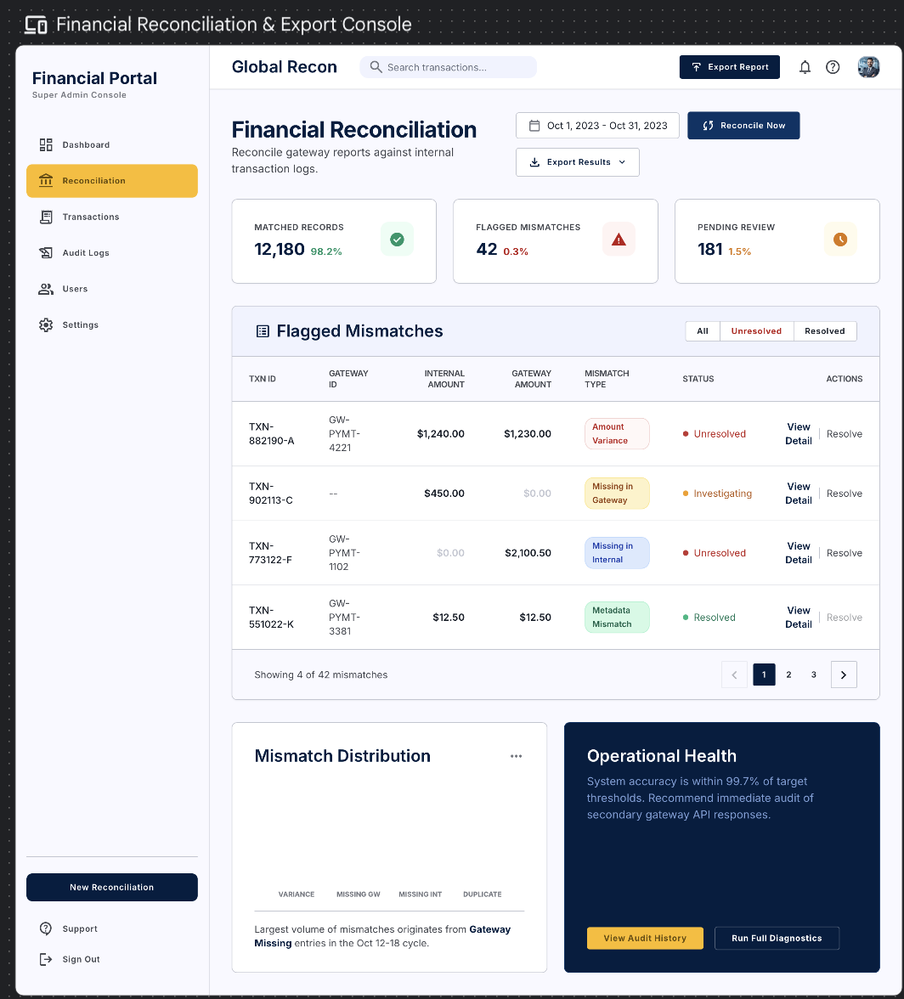 Financial Reconciliation & Export Console
Financial Portal
Super Admin Console
Dashboard
Reconciliation
Transactions
Audit Logs
Users
Settings
New Reconciliation
Support
Sign Out
Global Recon
Search transactions...
Export Report
Financial Reconciliation
Reconcile gateway reports against internal
transaction logs.
Oct 1, 2023 - Oct 31, 2023
Reconcile Now
Export Results
MATCHED RECORDS
12,180 98.2%
FLAGGED MISMATCHES
42 0.3%
PENDING REVIEW
181 1.5%
Flagged Mismatches
All
Unresolved
Resolved
TXN ID
GATEWAY
ID
INTERNAL
AMOUNT
GATEWAY
AMOUNT
MISMATCH
TYPE
STATUS
ACTIONS
TXN-
882190-A
GW-
PYMT-
4221
$1,240.00
$1,230.00
Amount
Variance
Unresolved
View
Detail
Resolve
TXN-
902113-C
--
$450.00
$0.00
Missing in
Gateway
Investigating
View
Detail
Resolve
TXN-
773122-F
GW-
PYMT-
1102
$0.00
$2,100.50
Missing in
Internal
Unresolved
View
Detail
Resolve
TXN-
551022-K
GW-
PYMT-
3381
$12.50
$12.50
Metadata
Mismatch
Resolved
View
Detail
Resolve
Showing 4 of 42 mismatches
1
2
3
Mismatch Distribution
VARIANCE
MISSING GW
MISSING INT
DUPLICATE
Largest volume of mismatches originates from Gateway
Missing entries in the Oct 12-18 cycle.
Operational Health
System accuracy is within 99.7% of target
thresholds. Recommend immediate audit of
secondary gateway API responses.
View Audit History
Run Full Diagnostics